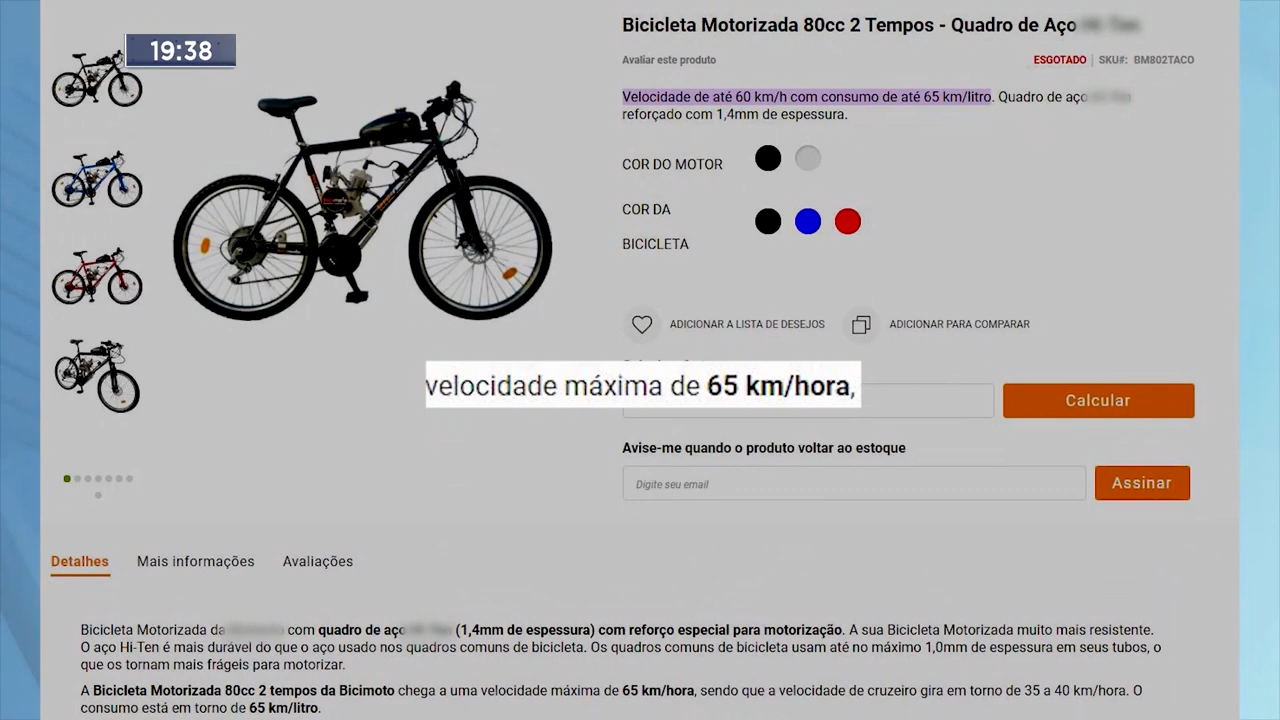 19:38
Bicicleta Motorizada 80cc 2 Tempos - Quadro de Aço
Avaliar este produto
ESGOTADO | SKU#: BM802TACO
Velocidade de até 60 km/h com consumo de até 65 km/litro. Quadro de aço
reforçado com 1,4mm de espessura.
COR DO MOTOR
COR DA
BICICLETA
ADICIONAR A LISTA DE DESEJOS
ADICIONAR PARA COMPARAR
velocidade máxima de 65 km/hora,
Calcular
Avise-me quando o produto voltar ao estoque
Digite seu email
Assinar
Detalhes
Mais informações
Avaliações
Bicicleta Motorizada da com quadro de aço (1,4mm de espessura) com reforço especial para motorização. A sua Bicicleta Motorizada muito mais resistente.
O aço Hi-Ten é mais durável do que o aço usado nos quadros comuns de bicicleta. Os quadros comuns de bicicleta usam até no máximo 1,0mm de espessura em seus tubos, o
que os tornam mais frágeis para motorizar.
A Bicicleta Motorizada 80cc 2 tempos da Bicimoto chega a uma velocidade máxima de 65 km/hora, sendo que a velocidade de cruzeiro gira em torno de 35 a 40 km/hora. O
consumo está em torno de 65 km/litro.